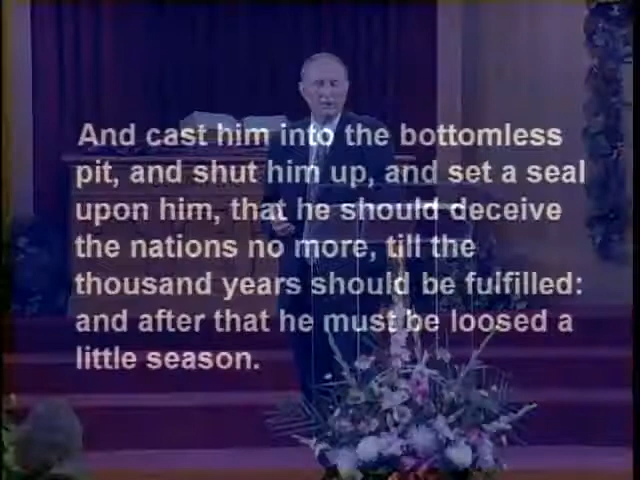 And cast him into the bottomless
pit, and shut him up, and set a seal
upon him, that he should deceive
the nations no more, till the
thousand years should be fulfilled:
and after that he must be loosed a
little season.